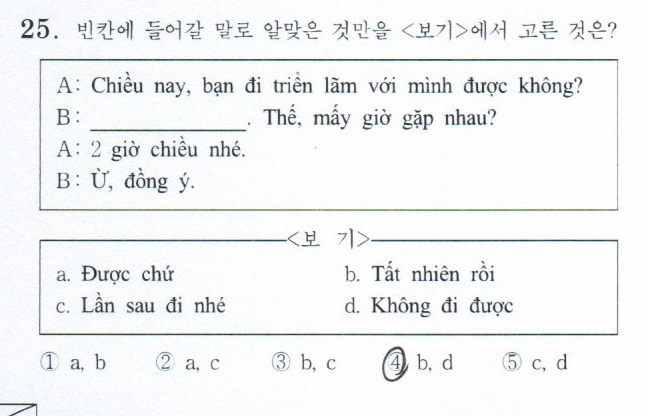 25. 빈칸에 들어갈 말로 알맞은 것만을 <보기>에서 고른 것은?
A: Chiều nay, bạn đi triển lãm với mình được không?
B: ____________. Thế, mấy giờ gặp nhau?
A: 2 giờ chiều nhé.
B: Ừ, đồng ý.
<보 기>
a. Được chứ b. Tất nhiên rồi
c. Lần sau đi nhé d. Không đi được
① a, b ② a, c ③ b, c ④ b, d ⑤ c, d